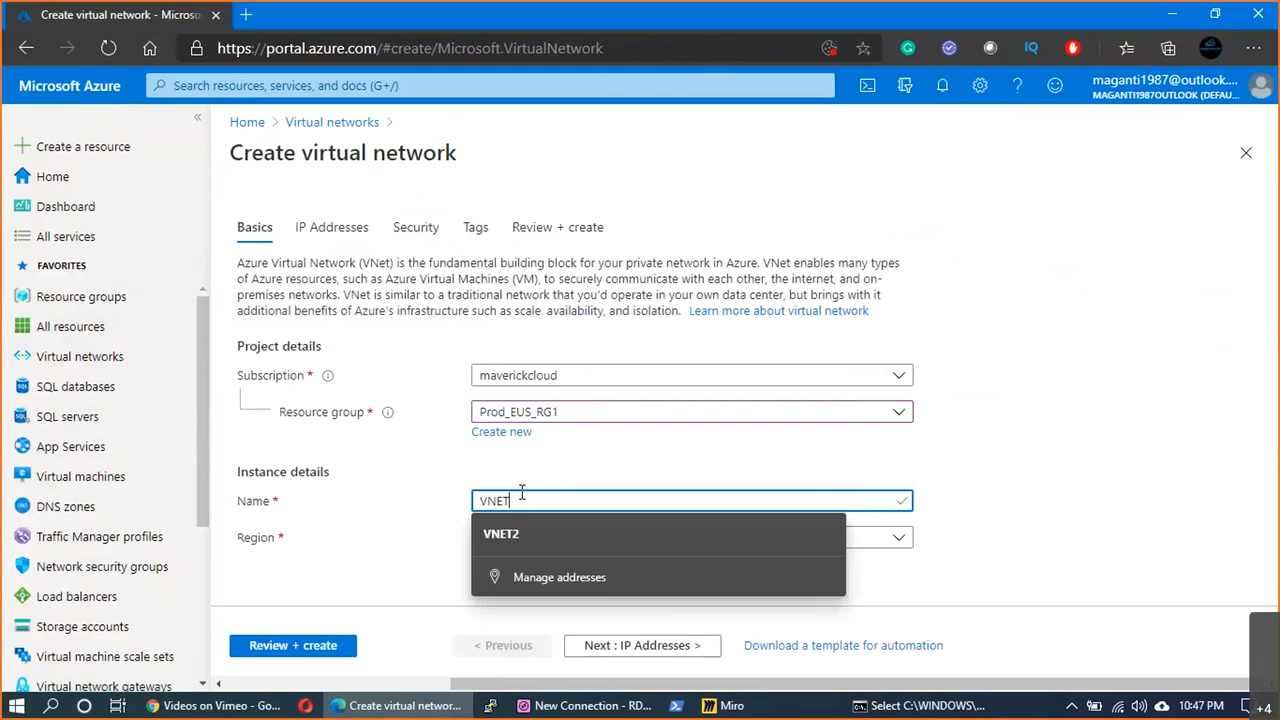 Create virtual network - Microso
https://portal.azure.com/#create/Microsoft.VirtualNetwork
IQ
Microsoft Azure
Search resources, services, and docs (G+/)
maganti1987@outlook....
MAGANTI1987OUTLOOK (DEFAU...
Create a resource
Home
Dashboard
All services
FAVORITES
Resource groups
All resources
Virtual networks
SQL databases
SQL servers
App Services
Virtual machines
DNS zones
Traffic Manager profiles
Network security groups
Load balancers
Storage accounts
Virtual machine scale sets
Virtual network gateways
Home > Virtual networks >
Create virtual network
Basics IP Addresses Security Tags Review + create
Azure Virtual Network (VNet) is the fundamental building block for your private network in Azure. VNet enables many types
of Azure resources, such as Azure Virtual Machines (VM), to securely communicate with each other, the internet, and on-
premises networks. VNet is similar to a traditional network that you'd operate in your own data center, but brings with it
additional benefits of Azure's infrastructure such as scale, availability, and isolation. Learn more about virtual network
Project details
Subscription *
maverickcloud
Resource group *
Prod_EUS_RG1
Create new
Instance details
Name *
VNET
VNET2
Region *
Manage addresses
Review + create
< Previous
Next : IP Addresses >
Download a template for automation
Videos on Vimeo - Go...
Create virtual networ...
New Connection - RD...
Miro
Select C:\WINDOWS\...
10:47 PM
+4